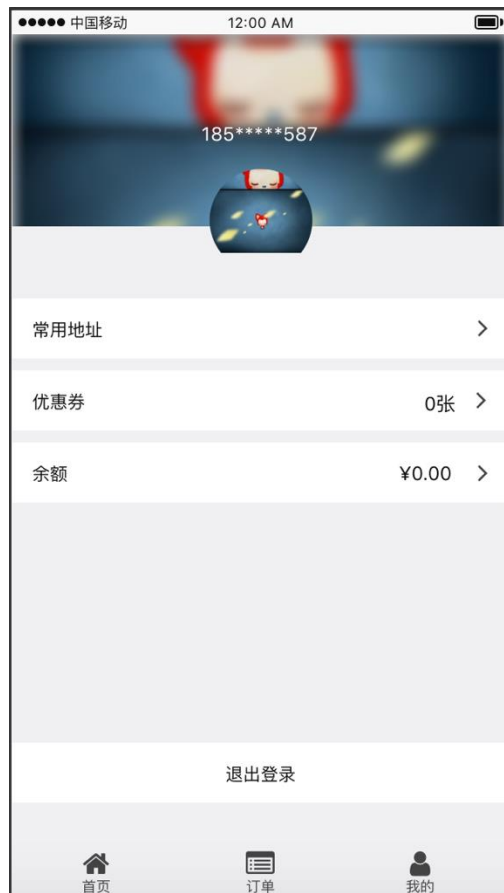 中国移动 12:00 AM
185*****587
常用地址
优惠券 0张
余额 ¥0.00
退出登录
首页 订单 我的